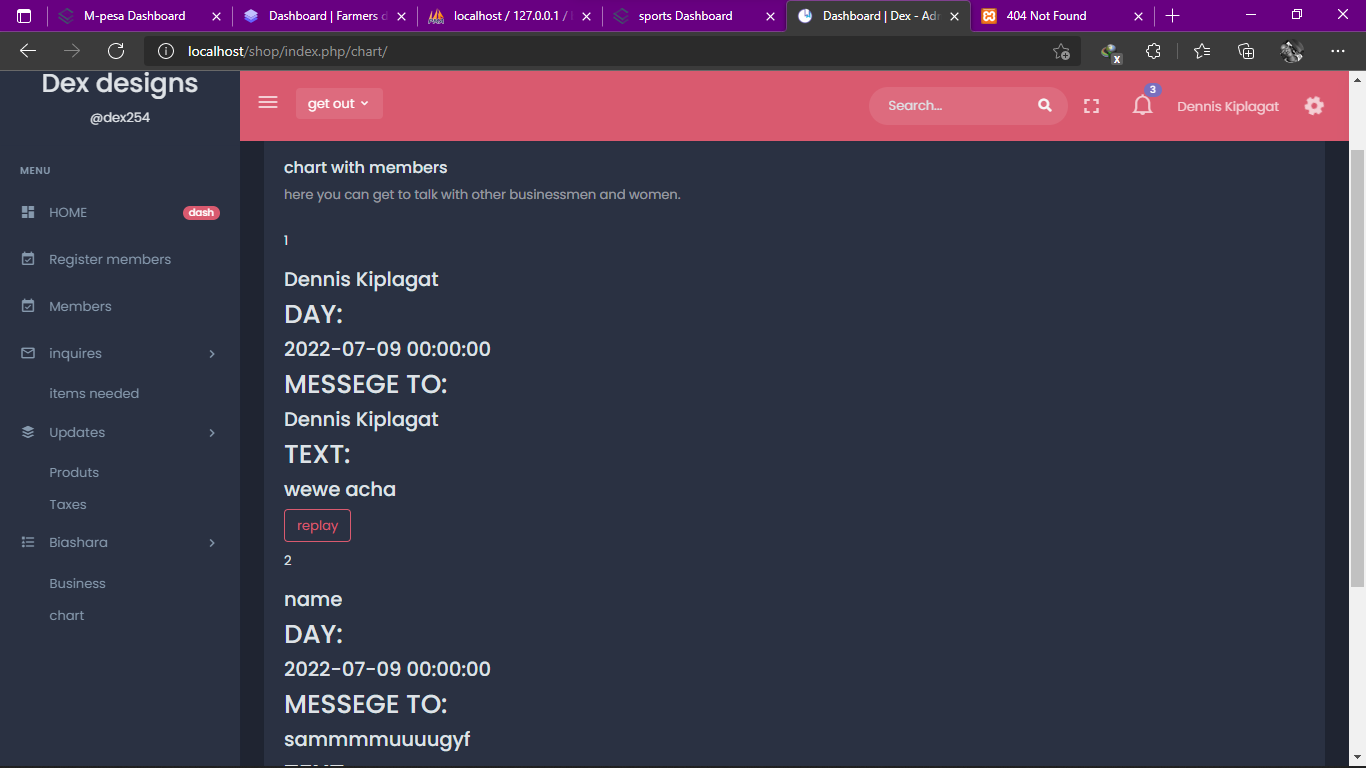 M-pesa Dashboard
Dashboard | Farmers
localhost / 127.0.0.1 /
sports Dashboard
Dashboard | Dex - Adm
404 Not Found
localhost/shop/index.php/chart/
Dex designs
@dex254
MENU
HOME dash
Register members
Members
inquires
items needed
Updates
Produts
Taxes
Biashara
Business
chart
get out
Search...
3
Dennis Kiplagat
chart with members
here you can get to talk with other businessmen and women.
1
Dennis Kiplagat
DAY:
2022-07-09 00:00:00
MESSEGE TO:
Dennis Kiplagat
TEXT:
wewe acha
replay
2
name
DAY:
2022-07-09 00:00:00
MESSEGE TO:
sammmmuuuugyf